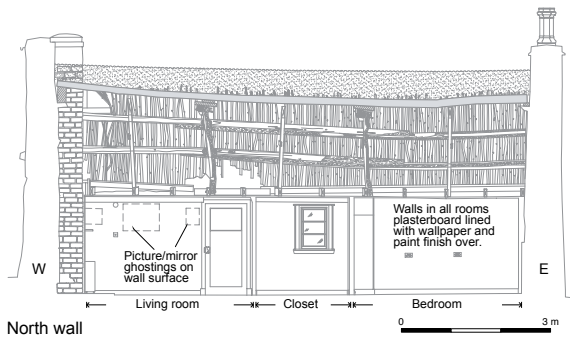 Walls in all rooms
plasterboard lined
with wallpaper and
paint finish over.
Picture/mirror
ghostings on
wall surface
W
E
Living room
Closet
Bedroom
North wall
0
3 m